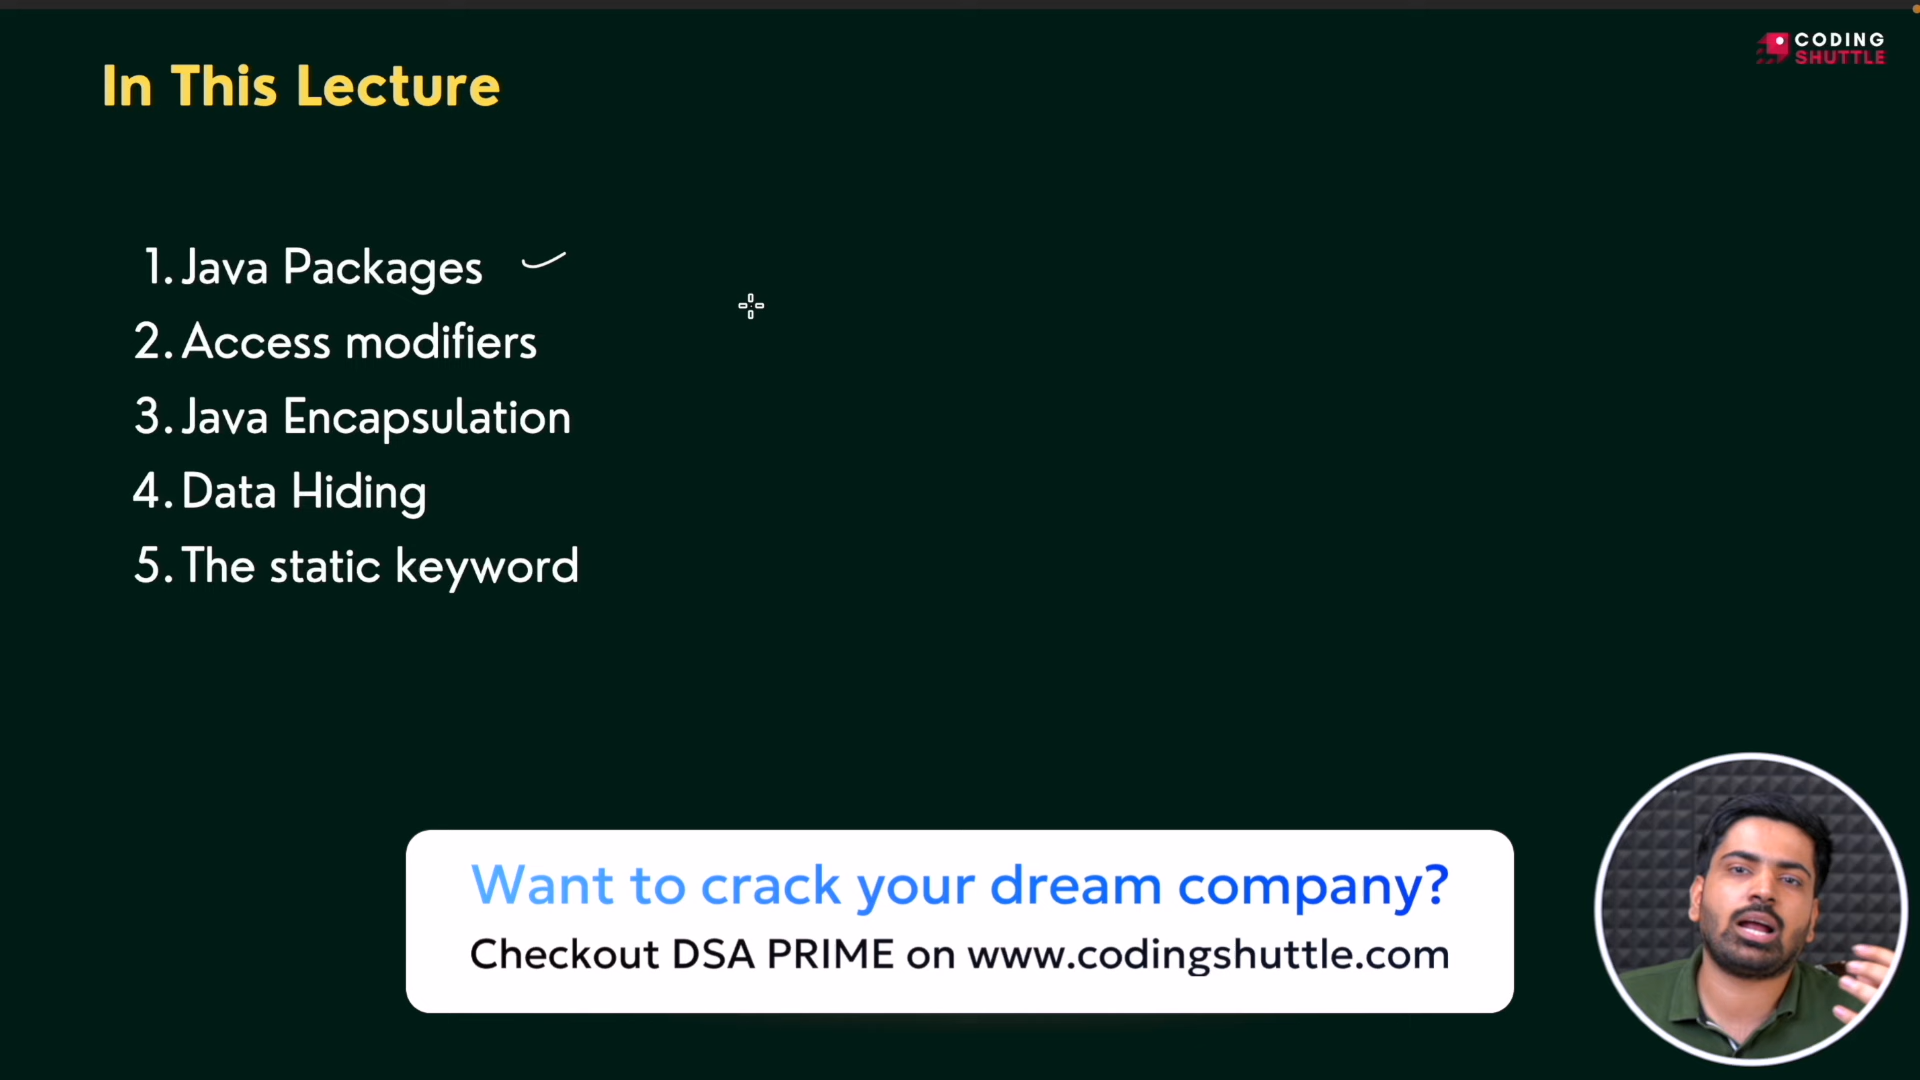 CODING
SHUTTLE
In This Lecture
1. Java Packages
2. Access modifiers
3. Java Encapsulation
4. Data Hiding
5. The static keyword
Want to crack your dream company?
Checkout DSA PRIME on www.codingshuttle.com